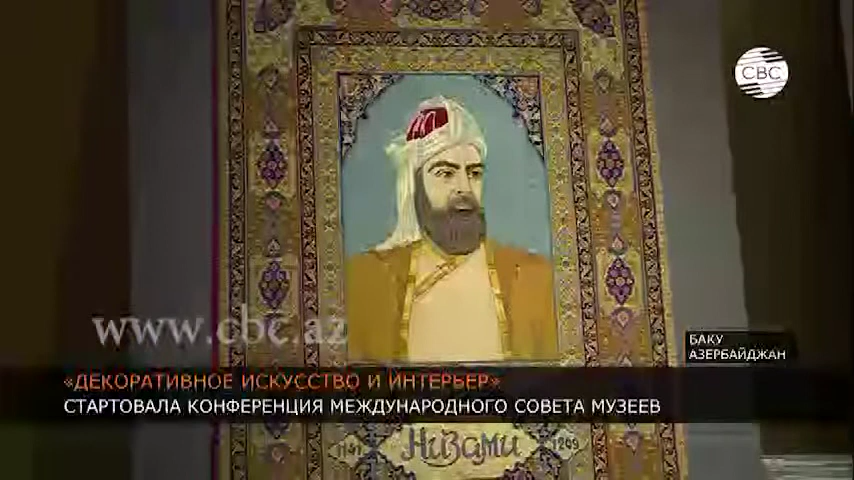 CBC
www.cbc.az
БАКУ
АЗЕРБАЙДЖАН
«ДЕКОРАТИВНОЕ ИСКУССТВО И ИНТЕРЬЕР»
СТАРТОВАЛА КОНФЕРЕНЦИЯ МЕЖДУНАРОДНОГО СОВЕТА МУЗЕЕВ
1141 Низами 1209